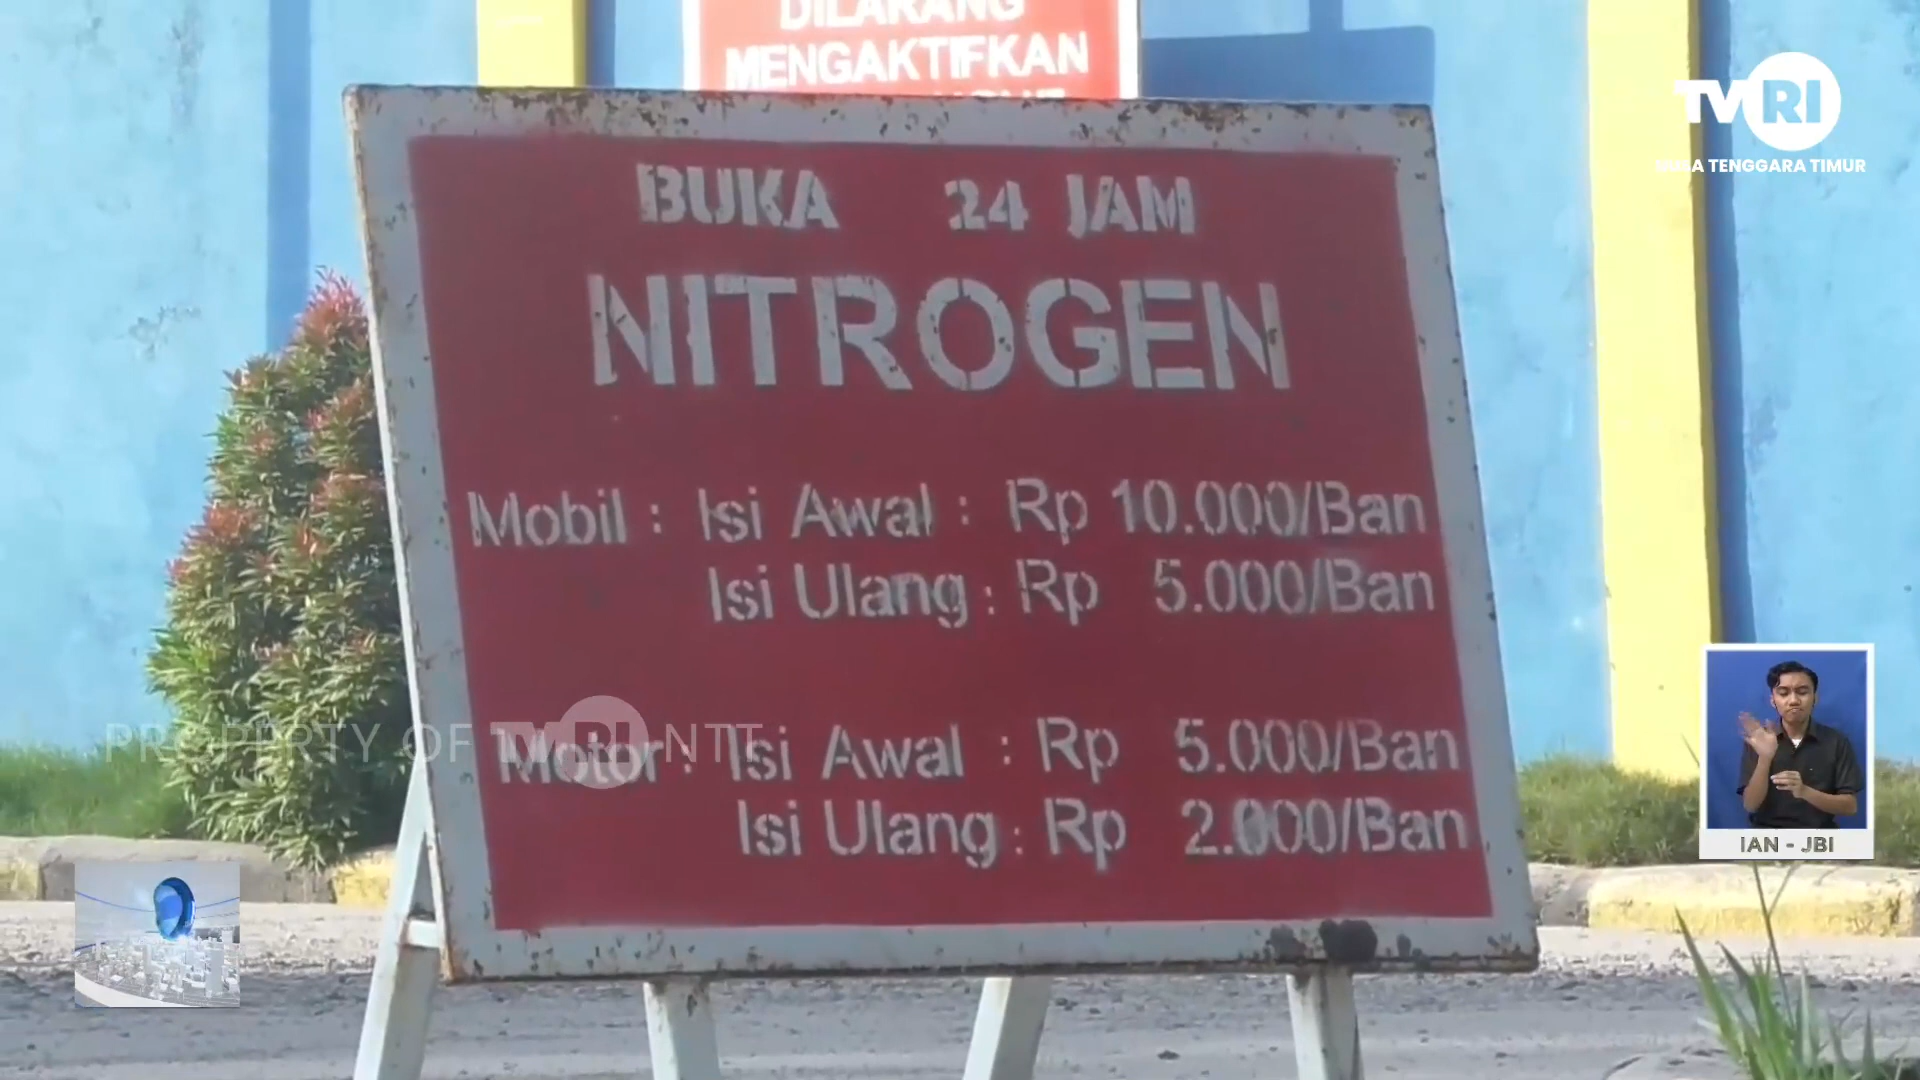 DILARANG
MENGAKTIFKAN
TVRI
TENGGARA TIMUR
BUKA 24 JAM
NITROGEN
Mobil : Isi Awal : Rp 10.000/Ban
Isi Ulang : Rp 5.000/Ban
PROPERTY OF TVRI NTT
Motor : Isi Awal : Rp 5.000/Ban
Isi Ulang : Rp 2.000/Ban
IAN - JBI